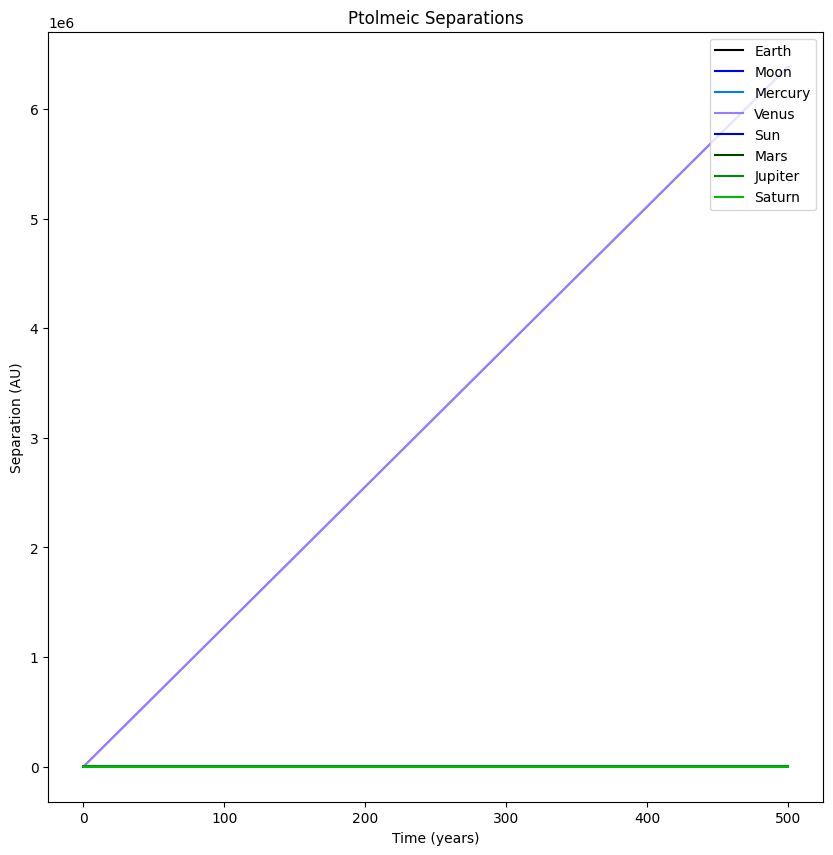 Ptolmeic Separations
1e6
Earth
Moon
Mercury
Venus
Sun
Mars
Jupiter
Saturn
6
5
4
3
2
1
0
Separation (AU)
0 100 200 300 400 500
Time (years)